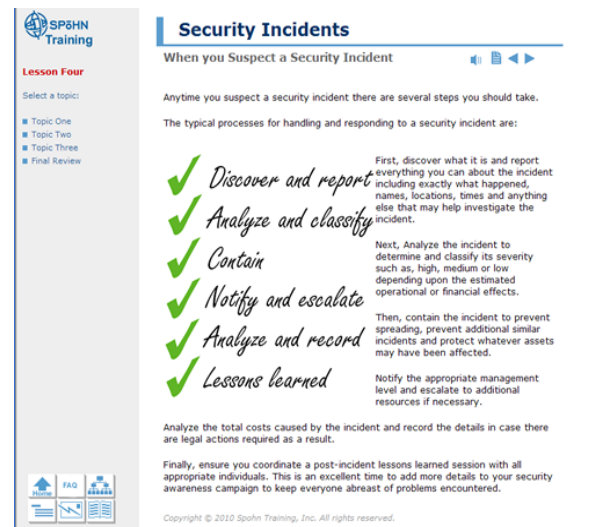 SPöHN
Training
Lesson Four
Select a topic:
Topic One
Topic Two
Topic Three
Final Review
Home
FAQ
Security Incidents
When you Suspect a Security Incident
Anytime you suspect a security incident there are several steps you should take.
The typical processes for handling and responding to a security incident are:
Discover and report
Analyze and classify
Contain
Notify and escalate
Analyze and record
Lessons learned
First, discover what it is and report
everything you can about the incident
including exactly what happened,
names, locations, times and anything
else that may help investigate the
incident.
Next, Analyze the incident to
determine and classify its severity
such as, high, medium or low
depending upon the estimated
operational or financial effects.
Then, contain the incident to prevent
spreading, prevent additional similar
incidents and protect whatever assets
may have been affected.
Notify the appropriate management
level and escalate to additional
resources if necessary.
Analyze the total costs caused by the incident and record the details in case there
are legal actions required as a result.
Finally, ensure you coordinate a post-incident lessons learned session with all
appropriate individuals. This is an excellent time to add more details to your security
awareness campaign to keep everyone abreast of problems encountered.
Copyright © 2010 Spohn Training, Inc. All rights reserved.